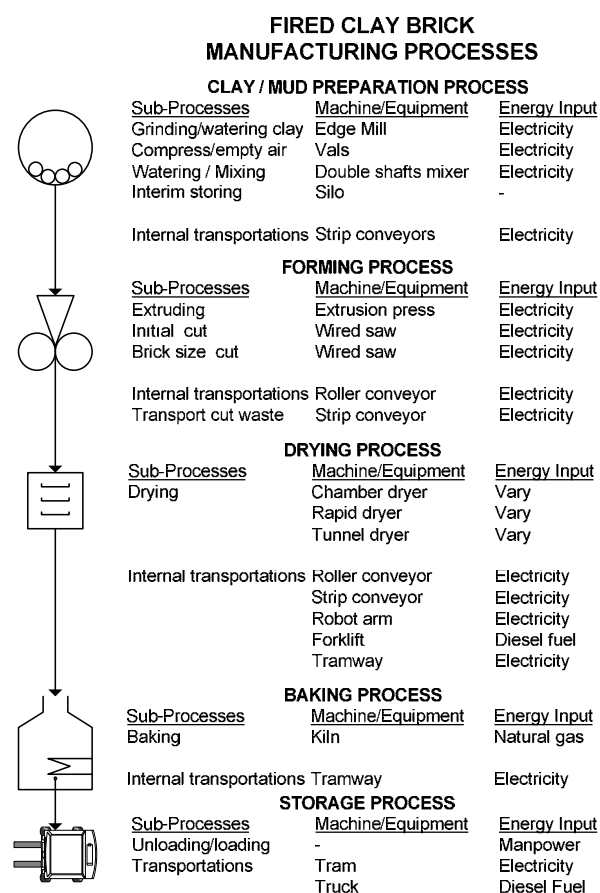 FIRED CLAY BRICK
MANUFACTURING PROCESSES
CLAY / MUD PREPARATION PROCESS
Sub-Processes Machine/Equipment Energy Input
Grinding/watering clay Edge Mill Electricity
Compress/empty air Vals Electricity
Watering / Mixing Double shafts mixer Electricity
Interim storing Silo -
Internal transportations Strip conveyors Electricity
FORMING PROCESS
Sub-Processes Machine/Equipment Energy Input
Extruding Extrusion press Electricity
Initial cut Wired saw Electricity
Brick size cut Wired saw Electricity
Internal transportations Roller conveyor Electricity
Transport cut waste Strip conveyor Electricity
DRYING PROCESS
Sub-Processes Machine/Equipment Energy Input
Drying Chamber dryer Vary
Rapid dryer Vary
Tunnel dryer Vary
Internal transportations Roller conveyor Electricity
Strip conveyor Electricity
Robot arm Electricity
Forklift Diesel fuel
Tramway Electricity
BAKING PROCESS
Sub-Processes Machine/Equipment Energy Input
Baking Kiln Natural gas
Internal transportations Tramway Electricity
STORAGE PROCESS
Sub-Processes Machine/Equipment Energy Input
Unloading/loading - Manpower
Transportations Tram Electricity
Truck Diesel Fuel